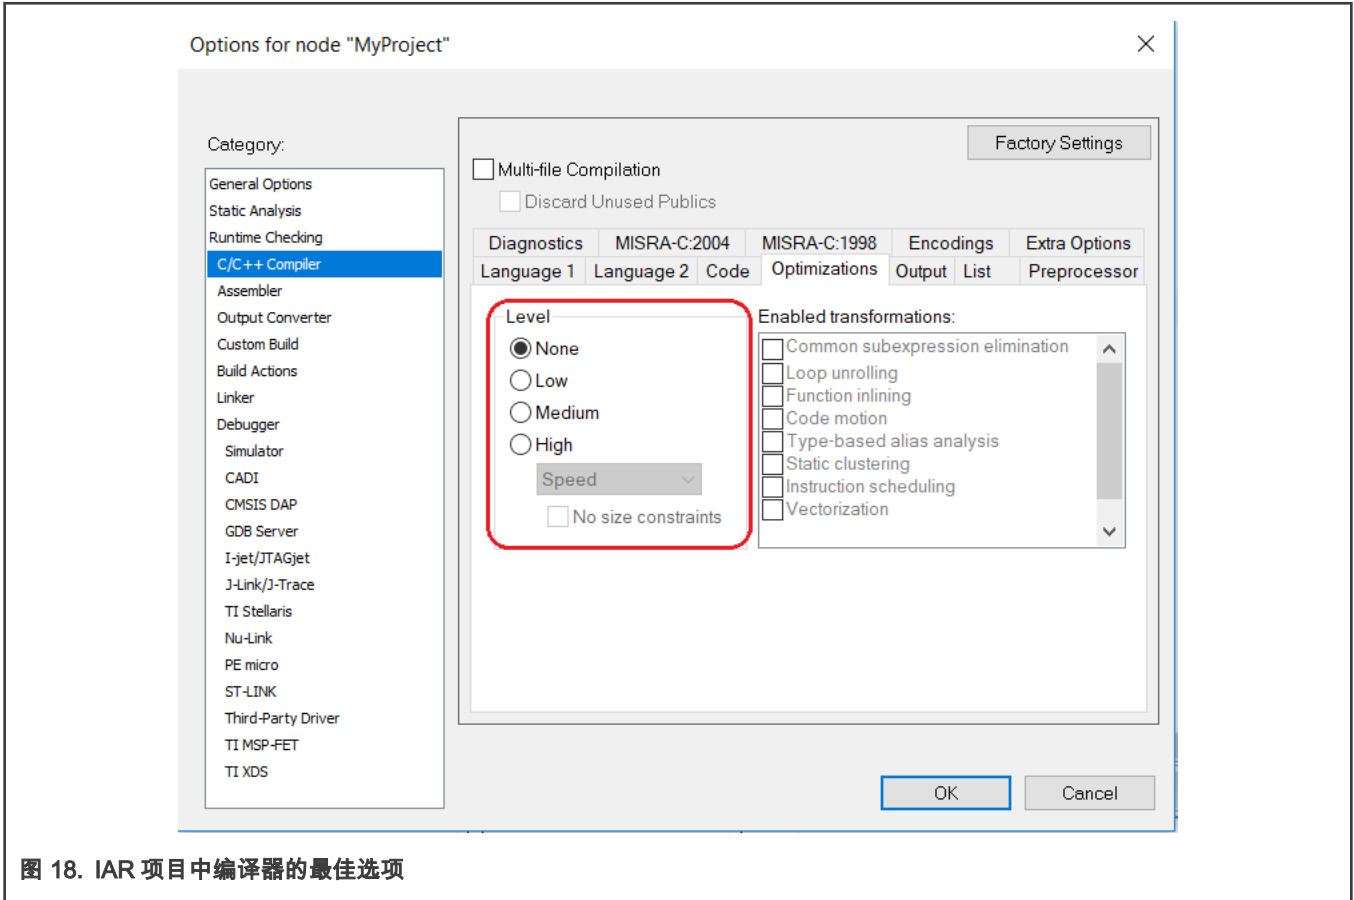 Options for node "MyProject"
Category:
General Options
Static Analysis
Runtime Checking
C/C++ Compiler
Assembler
Output Converter
Custom Build
Build Actions
Linker
Debugger
Simulator
CADI
CMSIS DAP
GDB Server
I-jet/JTAGjet
J-Link/J-Trace
TI Stellaris
Nu-Link
PE micro
ST-LINK
Third-Party Driver
TI MSP-FET
TI XDS
Factory Settings
Multi-file Compilation
Discard Unused Publics
Diagnostics MISRA-C:2004 MISRA-C:1998 Encodings Extra Options
Language 1 Language 2 Code Optimizations Output List Preprocessor
Level
None
Low
Medium
High
Speed
No size constraints
Enabled transformations:
Common subexpression elimination
Loop unrolling
Function inlining
Code motion
Type-based alias analysis
Static clustering
Instruction scheduling
Vectorization
OK Cancel
图 18. IAR 项目中编译器的最佳选项